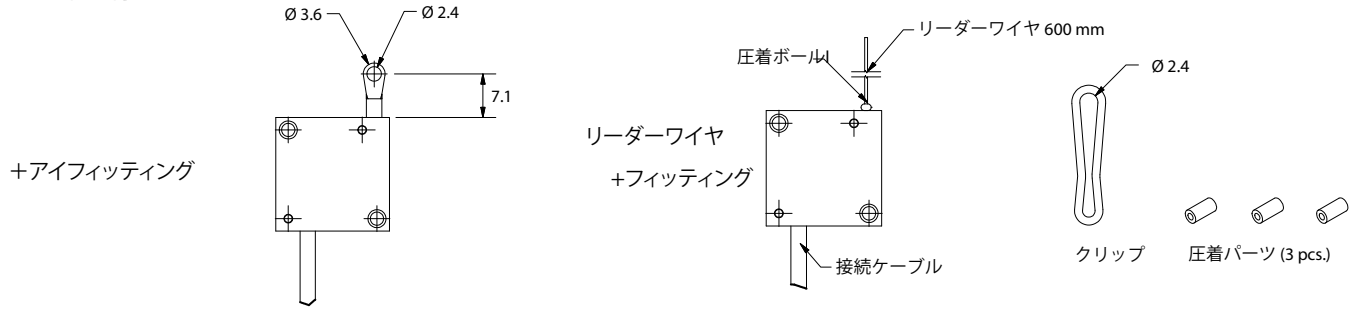 Ø 3.6
Ø 2.4
7.1
+アイフィッティング
リーダーワイヤ 600 mm
圧着ボール
リーダーワイヤ
+フィッティング
接続ケーブル
Ø 2.4
クリップ
圧着パーツ (3 pcs.)